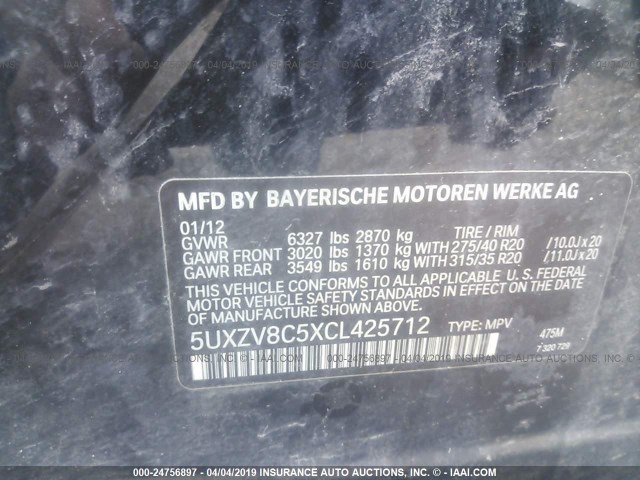 MFD BY BAYERISCHE MOTOREN WERKE AG
01/12
GVWR 6327 lbs 2870 kg TIRE / RIM
GAWR FRONT 3020 lbs 1370 kg WITH 275/40 R20 /10.0J x 20
GAWR REAR 3549 lbs 1610 kg WITH 315/35 R20 /11.0J x 20
THIS VEHICLE CONFORMS TO ALL APPLICABLE U. S. FEDERAL
MOTOR VEHICLE SAFETY STANDARDS IN EFFECT ON THE DATE
OF MANUFACTURE SHOWN ABOVE.
5UXZV8C5XCL425712 TYPE: MPV 475M
7 320 729
000-24756897 - 04/04/2019 INSURANCE AUTO AUCTIONS, INC. - © IAAI.COM